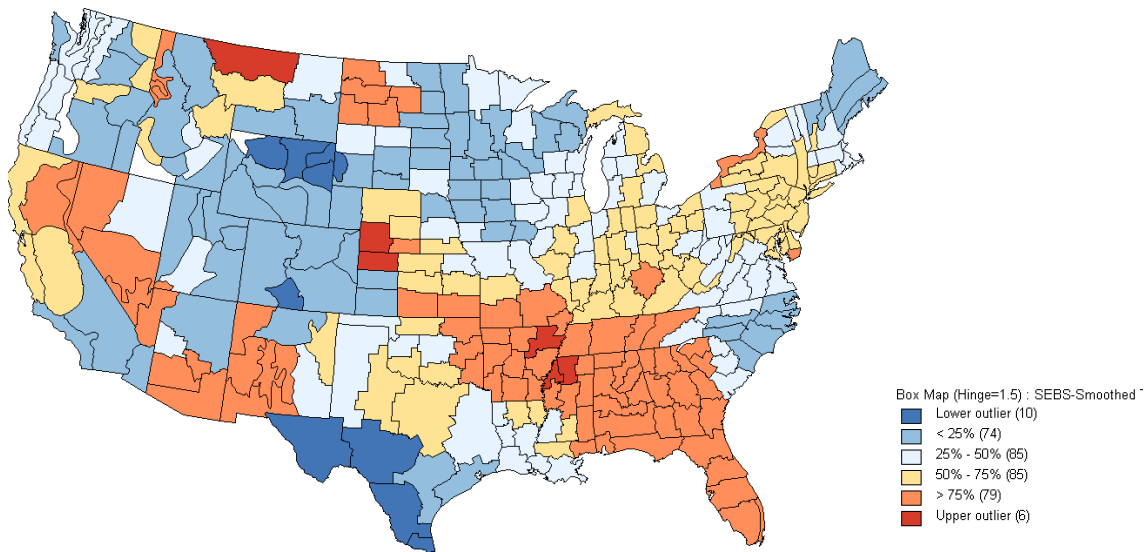 Box Map (Hinge=1.5) : SEBS-Smoothed
Lower outlier (10)
< 25% (74)
25% - 50% (85)
50% - 75% (85)
> 75% (79)
Upper outlier (6)